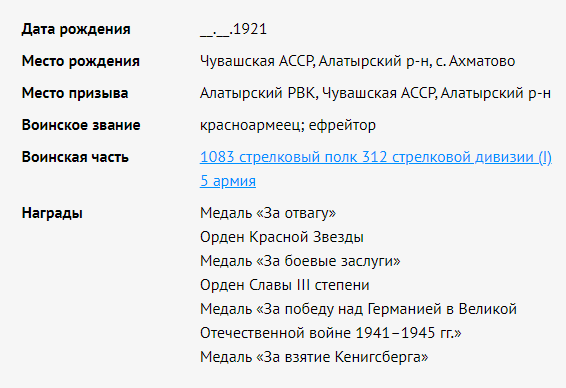 Дата рождения __.__.1921
Место рождения Чувашская АССР, Алатырский р-н, с. Ахматово
Место призыва Алатырский РВК, Чувашская АССР, Алатырский р-н
Воинское звание красноармеец; ефрейтор
Воинская часть 1083 стрелковый полк 312 стрелковой дивизии (I)
5 армия
Награды Медаль «За отвагу»
Орден Красной Звезды
Медаль «За боевые заслуги»
Орден Славы III степени
Медаль «За победу над Германией в Великой
Отечественной войне 1941–1945 гг.»
Медаль «За взятие Кенигсберга»